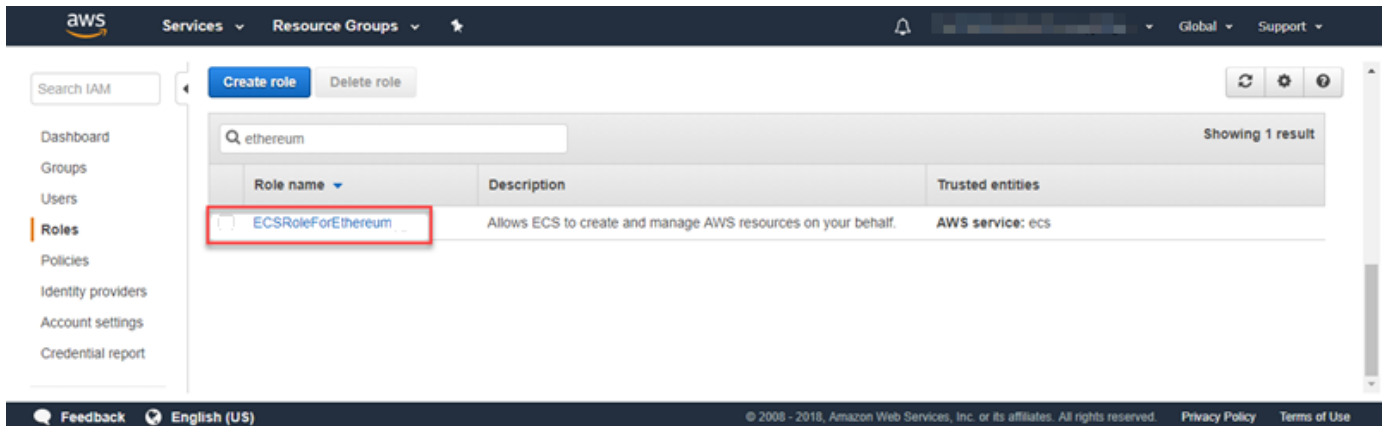 aws Services Resource Groups Global Support
Search IAM
Create role Delete role
Dashboard
Groups
Users
Roles
Policies
Identity providers
Account settings
Credential report
ethereum Showing 1 result
Role name Description Trusted entities
ECSRoleForEthereum Allows ECS to create and manage AWS resources on your behalf. AWS service: ecs
Feedback English (US) © 2008 - 2018, Amazon Web Services, Inc. or its affiliates. All rights reserved. Privacy Policy Terms of Use